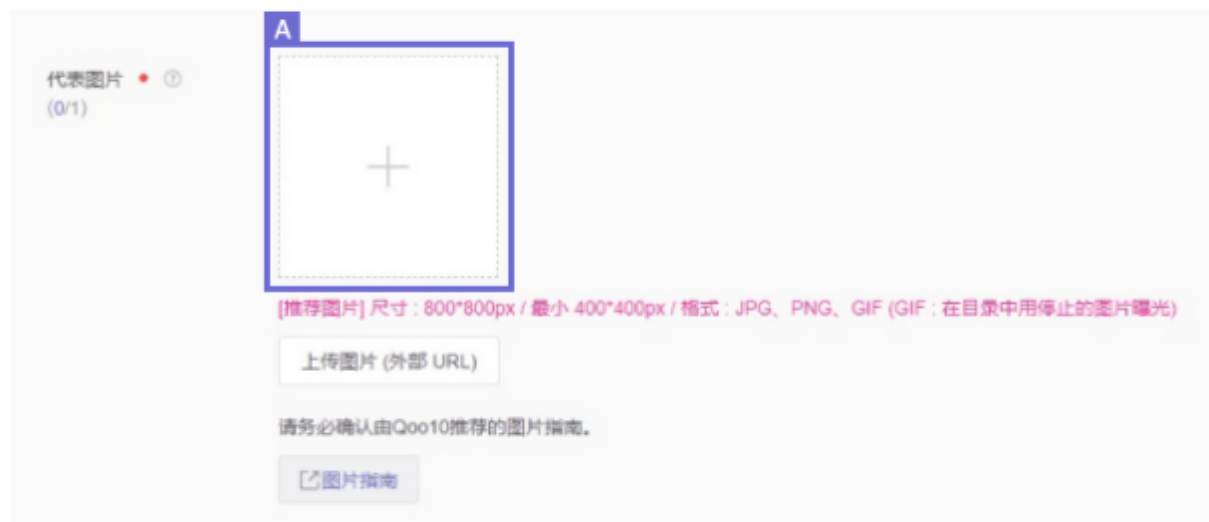 A
代表图片 ● ?
(0/1)
[推荐图片] 尺寸 : 800*800px / 最小 400*400px / 格式 : JPG、PNG、GIF (GIF : 在目录中用停止的图片曝光)
上传图片 (外部 URL)
请务必确认由Qoo10推荐的图片指南。
图片指南